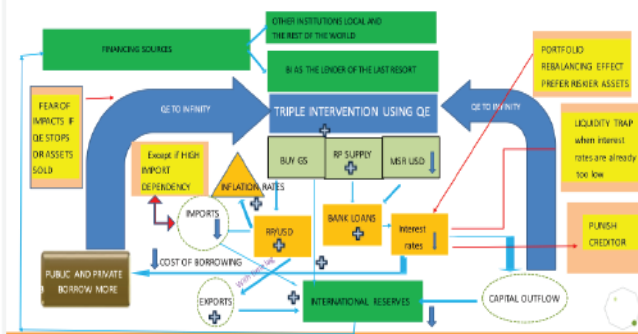 OTHER INSTITUTIONS LOCAL AND
THE REST OF THE WORLD
FINANCING SOURCES
BI AS THE LENDER OF THE LAST RESORT
PORTFOLIO
REBALANCING EFFECT
PREFER RISKIER ASSETS
FEAR OF
IMPACTS IF
QE STOPS
OR ASSETS
SOLD
QE TO INFINITY
TRIPLE INTERVENTION USING QE
QE TO INFINITY
LIQUIDITY TRAP
when interest
rates are already
too low
Except if HIGH
IMPORT
DEPENDENCY
BUY GS
RP SUPPLY
MSR USD
INFLATION RATES
IMPORTS
RP/USD
BANK LOANS
Interest
rates
PUNISH
CREDITOR
COST OF BORROWING
PUBLIC AND PRIVATE
BORROW MORE
With time lag
EXPORTS
INTERNATIONAL RESERVES
CAPITAL OUTFLOW